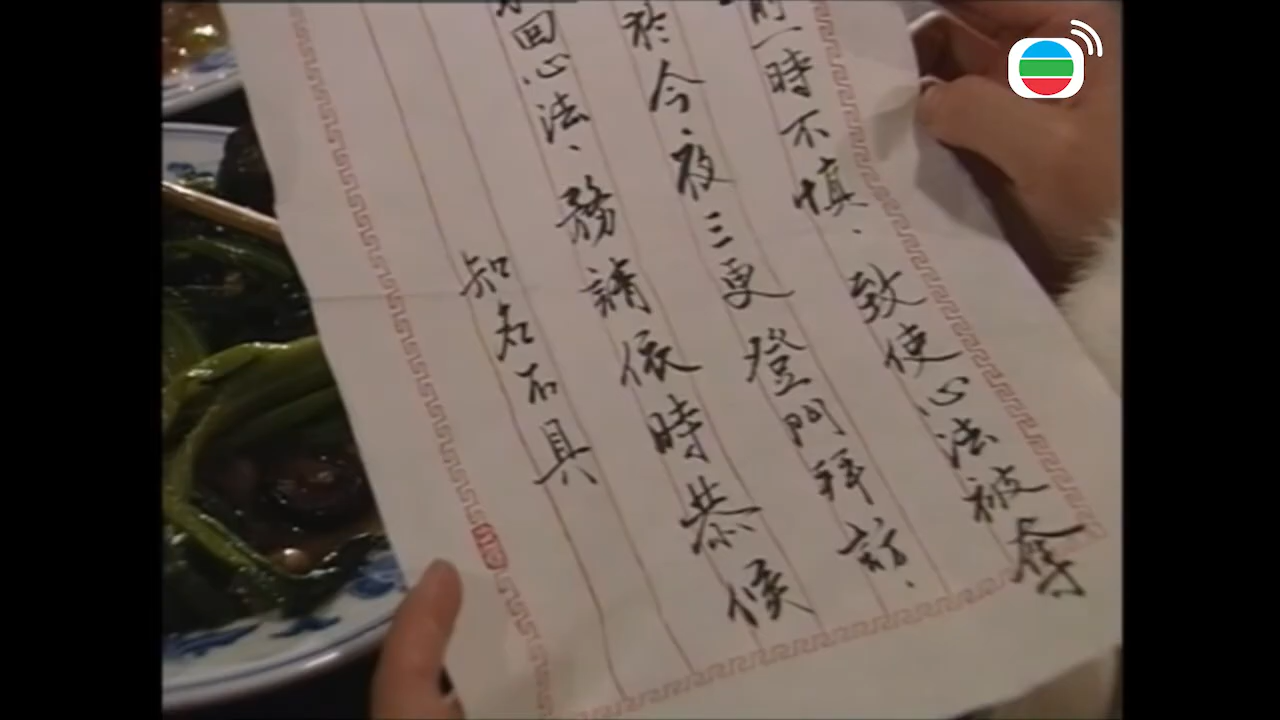 前一時不慎、致使心法被奪
於今夜三更登門拜訪、
回心法、務請依時恭候
知名不具